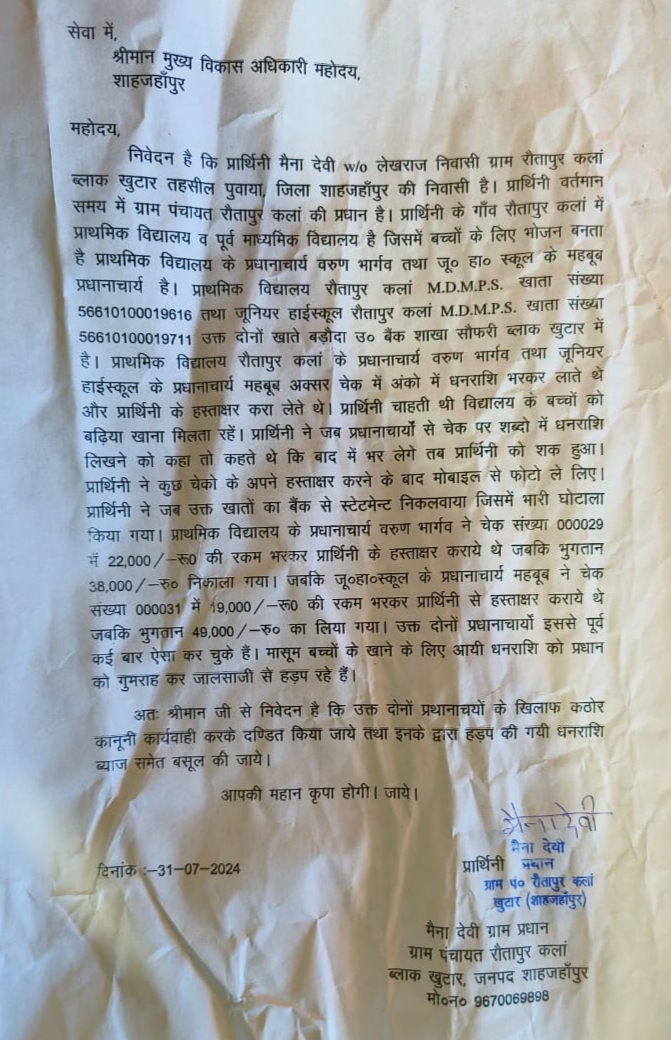 सेवा में,
श्रीमान मुख्य विकास अधिकारी महोदय,
शाहजहाँपुर
महोदय,
निवेदन है कि प्रार्थिनी मैना देवी w/o लेखराज निवासी ग्राम रौतापुर कलां
ब्लाक खुटार तहसील पुवाया, जिला शाहजहाँपुर की निवासी है। प्रार्थिनी वर्तमान
समय में ग्राम पंचायत रौतापुर कलां की प्रधान है। प्रार्थिनी के गाँव रौतापुर कलां में
प्राथमिक विद्यालय व पूर्व माध्यमिक विद्यालय है जिसमें बच्चों के लिए भोजन बनता
है प्राथमिक विद्यालय के प्रधानाचार्य वरुण भार्गव तथा जू० हा० स्कूल के महबूब
प्रधानाचार्य है। प्राथमिक विद्यालय रौतापुर कलां M.D.M.P.S. खाता संख्या
56610100019616 तथा जूनियर हाईस्कूल रौतापुर कलां M.D.M.P.S. खाता संख्या
56610100019711 उक्त दोनों खाते बड़ौदा उ० बैंक शाखा सौफरी ब्लाक खुटार में
है। प्राथमिक विद्यालय रौतापुर कलां के प्रधानाचार्य वरुण भार्गव तथा जूनियर
हाईस्कूल के प्रधानाचार्य महबूब अक्सर चेक में अंको में धनराशि भरकर लाते थे
और प्रार्थिनी के हस्ताक्षर करा लेते थे। प्रार्थिनी चाहती थी विद्यालय के बच्चों को
बढ़िया खाना मिलता रहें। प्रार्थिनी ने जब प्रधानाचार्यों से चेक पर शब्दो में धनराशि
लिखने को कहा तो कहते थे कि बाद में भर लेगे तब प्रार्थिनी को शक हुआ।
प्रार्थिनी ने कुछ चेको के अपने हस्ताक्षर करने के बाद मोबाइल से फोटो ले लिए।
प्रार्थिनी ने जब उक्त खातों का बैंक से स्टेटमेन्ट निकलवाया जिसमें भारी घोटाला
किया गया। प्राथमिक विद्यालय के प्रधानाचार्य वरुण भार्गव ने चेक संख्या 000029
में 22,000/-रू0 की रकम भरकर प्रार्थिनी के हस्ताक्षर कराये थे जबकि भुगतान
38,000/-रु० निकाला गया। जबकि जू०हा०स्कूल के प्रधानाचार्य महबूब ने चेक
संख्या 000031 में 19,000/-रू0 की रकम भरकर प्रार्थिनी से हस्ताक्षर कराये थे
जबकि भुगतान 49,000/-रु० का लिया गया। उक्त दोनों प्रधानाचार्यो इससे पूर्व
कई बार ऐसा कर चुके हैं। मासूम बच्चों के खाने के लिए आयी धनराशि को प्रधान
को गुमराह कर जालसाजी से हड़प रहे हैं।
अतः श्रीमान जी से निवेदन है कि उक्त दोनों प्रधानाचयों के खिलाफ कठोर
कानूनी कार्यवाही करके दण्डित किया जाये तथा इनके द्वारा हड़प की गयी धनराशि
ब्याज समेत बसूल की जाये।
आपकी महान कृपा होगी। जाये।
मैना देवी
मैना देवी
दिनांक :-31-07-2024
प्रार्थिनी प्रधान
ग्राम पं० रौतापुर कलां
खुटार (शाहजहाँपुर)
मैना देवी ग्राम प्रधान
ग्राम पंचायत रौतापुर कलां
ब्लाक खुटार, जनपद शाहजहाँपुर
मो०न० 9670069898